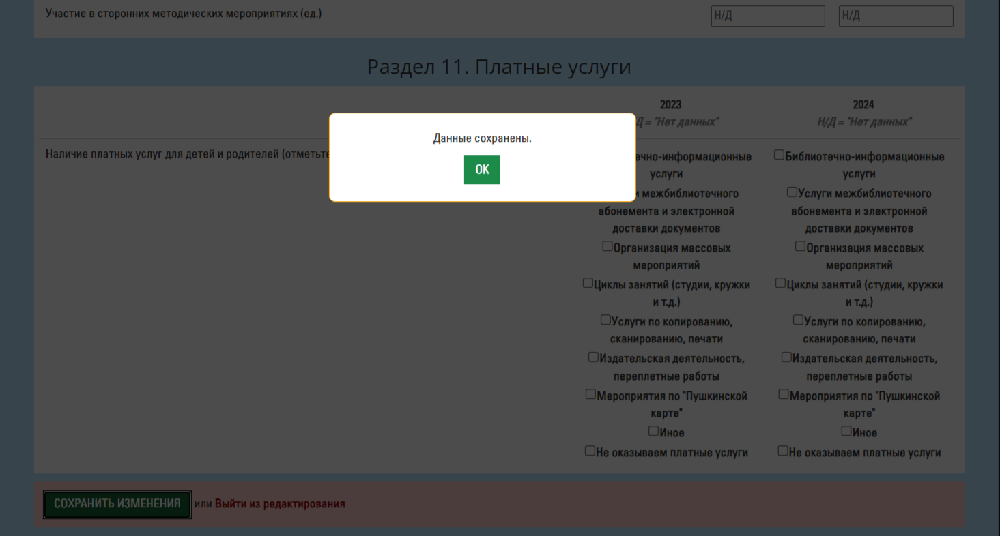 Участие в сторонних методических мероприятиях (ед.)
Н/Д
Н/Д
Раздел 11. Платные услуги
2023
2024
Д = "Нет данных"
Н/Д = "Нет данных"
Данные сохранены.
ОК
Наличие платных услуг для детей и родителей (отметьте
чно-информационные
услуги
и межбиблиотечного
абонемента и электронной
доставки документов
Организация массовых
мероприятий
Циклы занятий (студии, кружки
и т.д.)
Услуги по копированию,
сканированию, печати
Издательская деятельность,
переплетные работы
Мероприятия по "Пушкинской
карте"
Иное
Не оказываем платные услуги
Библиотечно-информационные
услуги
Услуги межбиблиотечного
абонемента и электронной
доставки документов
Организация массовых
мероприятий
Циклы занятий (студии, кружки
и т.д.)
Услуги по копированию,
сканированию, печати
Издательская деятельность,
переплетные работы
Мероприятия по "Пушкинской
карте"
Иное
Не оказываем платные услуги
СОХРАНИТЬ ИЗМЕНЕНИЯ или Выйти из редактирования